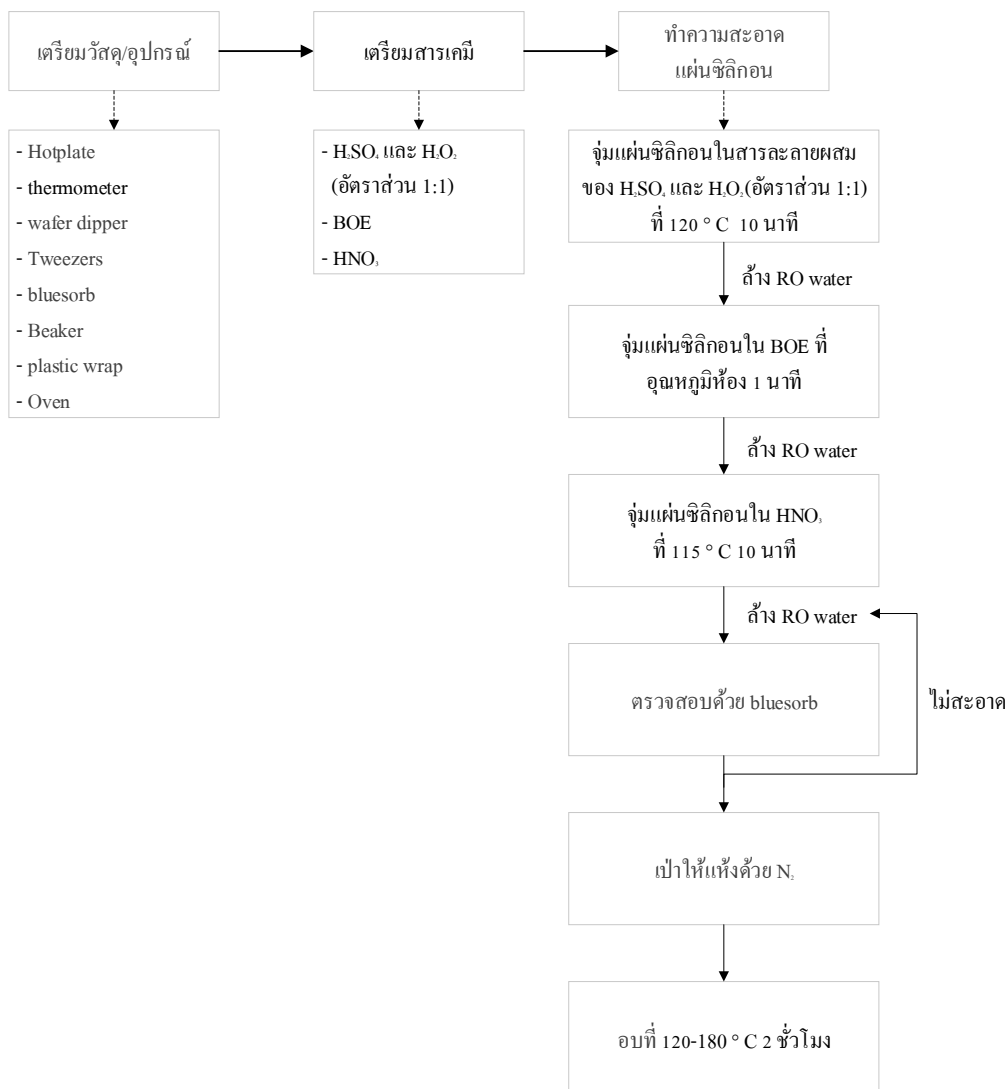 เตรียมวัสดุ/อุปกรณ์
เตรียมสารเคมี
ทำความสะอาด
แผ่นซิลิกอน
- Hotplate
- thermometer
- wafer dipper
- Tweezers
- bluesorb
- Beaker
- plastic wrap
- Oven
- H₂SO₄ และ H₂O₂
(อัตราส่วน 1:1)
- BOE
- HNO₃
จุ่มแผ่นซิลิกอนในสารละลายผสม
ของ H₂SO₄ และ H₂O₂(อัตราส่วน 1:1)
ที่ 120 ° C 10 นาที
ล้าง RO water
จุ่มแผ่นซิลิกอนใน BOE ที่
อุณหภูมิห้อง 1 นาที
ล้าง RO water
จุ่มแผ่นซิลิกอนใน HNO₃
ที่ 115 ° C 10 นาที
ล้าง RO water
ตรวจสอบด้วย bluesorb
ไม่สะอาด
เป่าให้แห้งด้วย N₂
อบที่ 120-180 ° C 2 ชั่วโมง